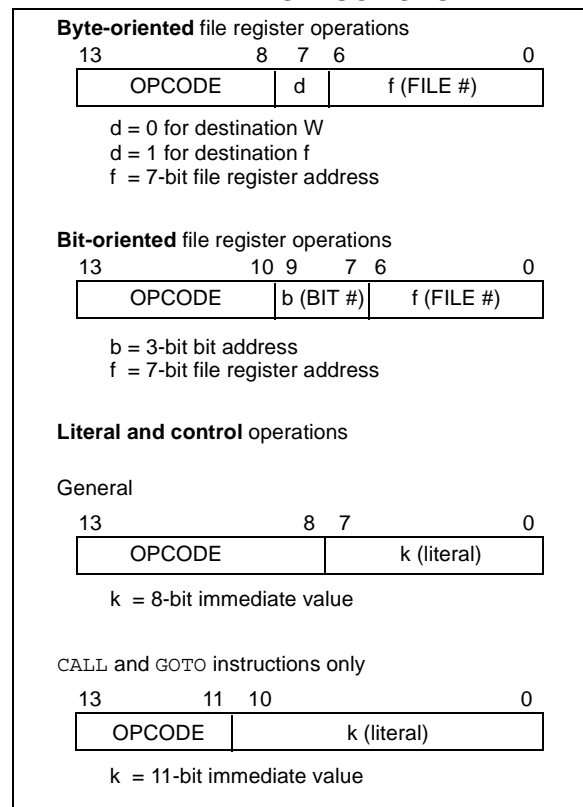 Byte-oriented file register operations
13 8 7 6 0
OPCODE d f (FILE #)
d = 0 for destination W
d = 1 for destination f
f = 7-bit file register address
Bit-oriented file register operations
13 10 9 7 6 0
OPCODE b (BIT #) f (FILE #)
b = 3-bit bit address
f = 7-bit file register address
Literal and control operations
General
13 8 7 0
OPCODE k (literal)
k = 8-bit immediate value
CALL and GOTO instructions only
13 11 10 0
OPCODE k (literal)
k = 11-bit immediate value